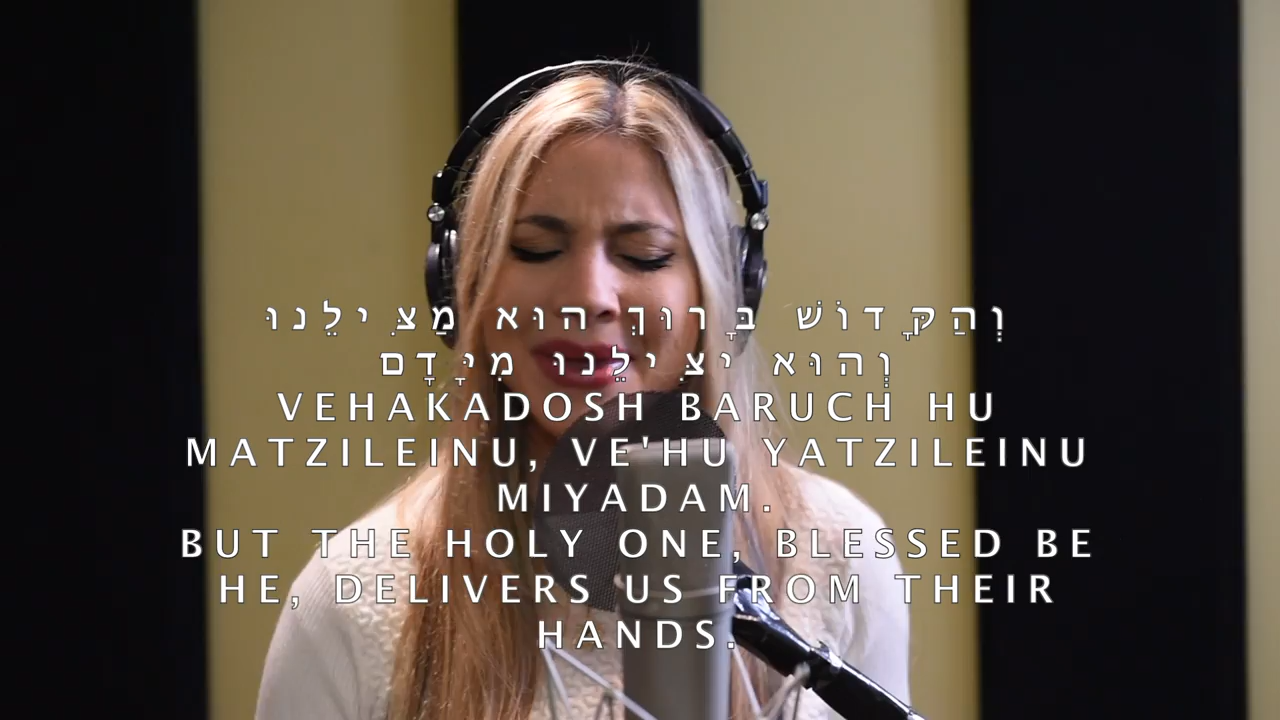 וְהַקָּדוֹשׁ בָּרוּךְ הוּא מַצִּילֵנוּ
וְהוּא יצִילֵנוּ מִיָּדָם
VEHAKADOSH BARUCH HU
MATZILEINU, VE'HU YATZILEINU
MIYADAM.
BUT THE HOLY ONE, BLESSED BE
HE, DELIVERS US FROM THEIR
HANDS.